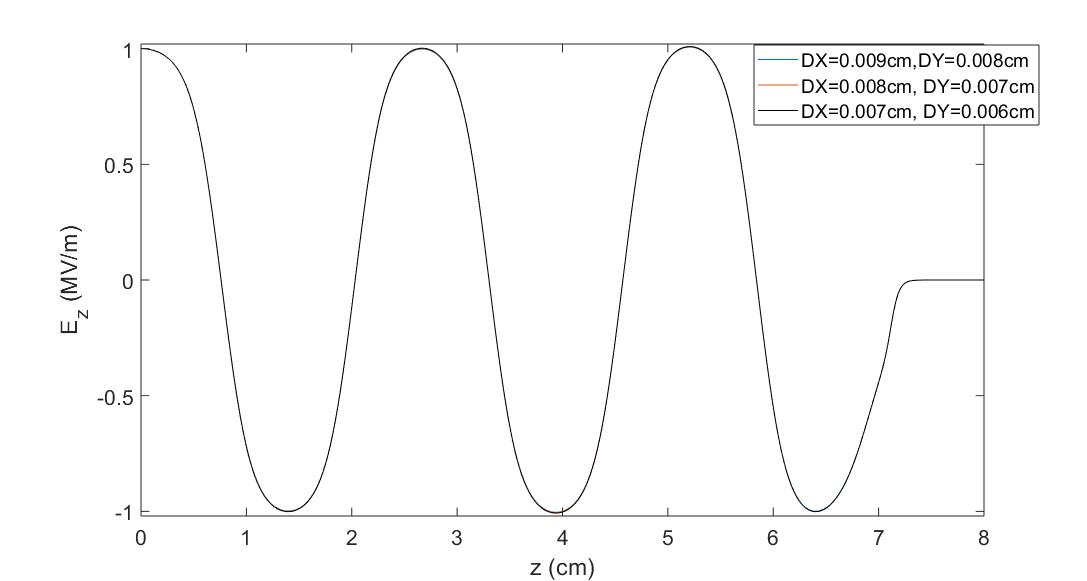 DX=0.009cm,DY=0.008cm
DX=0.008cm, DY=0.007cm
DX=0.007cm, DY=0.006cm
1
0.5
0
-0.5
-1
E_z (MV/m)
0 1 2 3 4 5 6 7 8
z (cm)